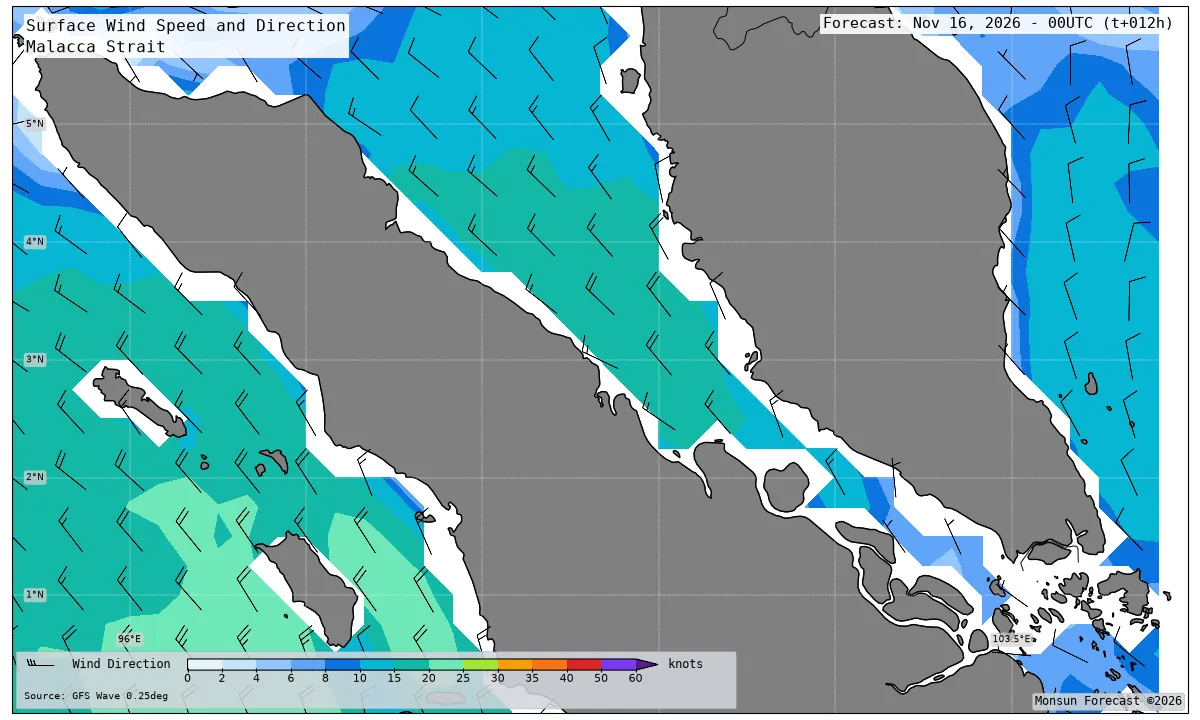 Surface Wind Speed and Direction
Malacca Strait
Forecast: Nov 16, 2026 - 00UTC (t+012h)
5°N
4°N
3°N
2°N
1°N
96°E
103.5°E
Wind Direction
knots
0 2 4 6 8 10 12 15 20 25 30 35 40 50 60
Source: GFS Wave 0.25deg
Monsun Forecast ©2026